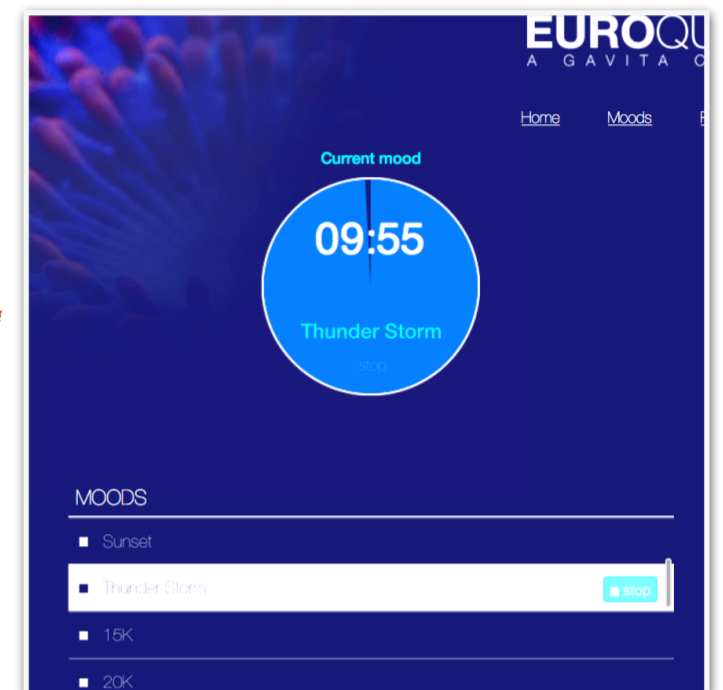 EUROQU
A GAVITA C
Home Moods
Current mood
09:55
Thunder Storm
stop
MOODS
Sunset
Thunder Storm
stop
15K
20K